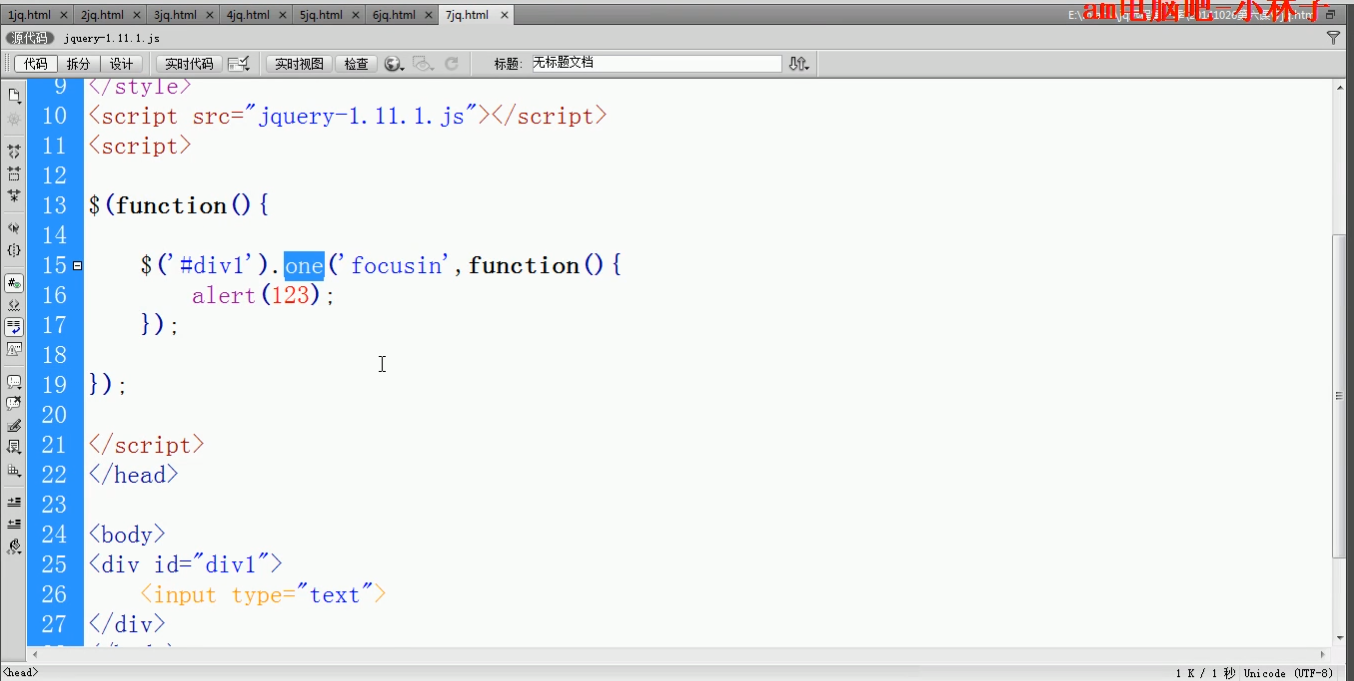 1jq.html 2jq.html 3jq.html 4jq.html 5jq.html 6jq.html 7jq.html
am电脑吧-小林子
源代码 jquery-1.11.1.js
代码 拆分 设计 实时代码 实时视图 检查 标题: 无标题文档
9 </style>
10 <script src="jquery-1.11.1.js"></script>
11 <script>
12
13 $(function(){
14
15 $('#div1').one('focusin',function(){
16 alert(123);
17 });
18
19 });
20
21 </script>
22 </head>
23
24 <body>
25 <div id="div1">
26 <input type="text">
27 </div>
<head>
1 K / 1 秒 Unicode (UTF-8)